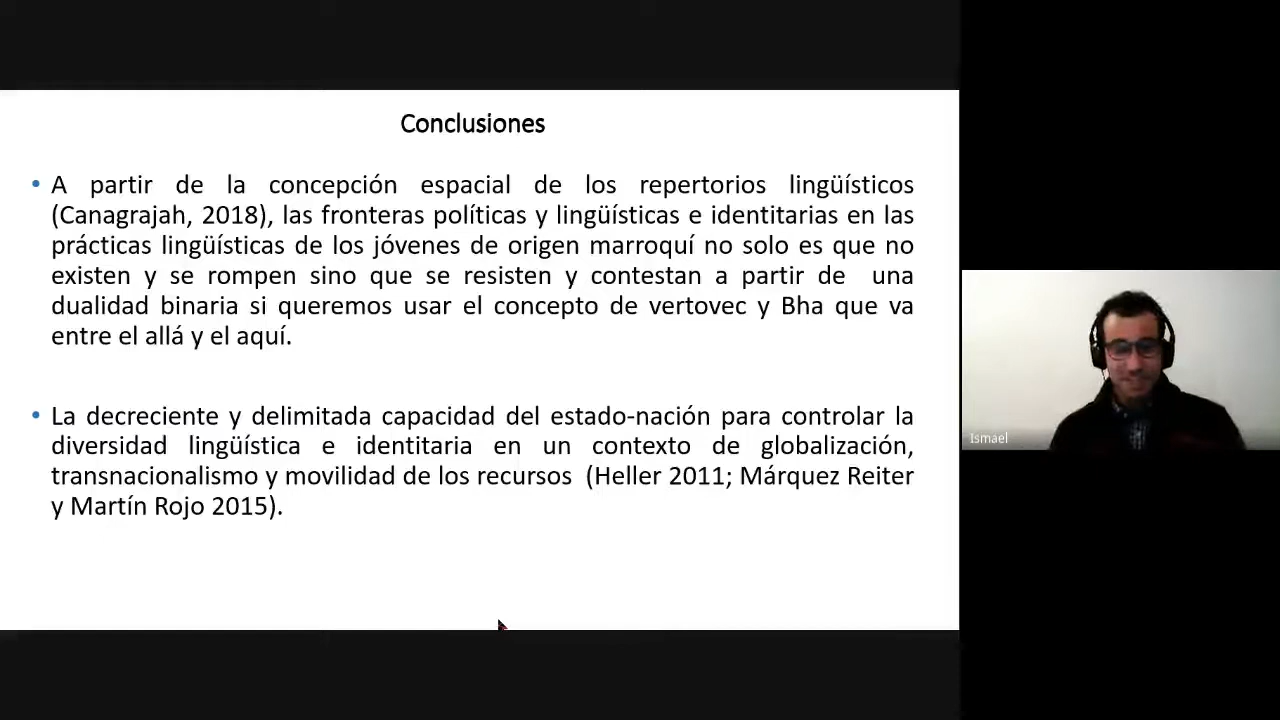 Conclusiones
• A partir de la concepción espacial de los repertorios lingüísticos
(Canagrajah, 2018), las fronteras políticas y lingüísticas e identitarias en las
prácticas lingüísticas de los jóvenes de origen marroquí no solo es que no
existen y se rompen sino que se resisten y contestan a partir de una
dualidad binaria si queremos usar el concepto de vertovec y Bha que va
entre el allá y el aquí.
• La decreciente y delimitada capacidad del estado-nación para controlar la
diversidad lingüística e identitaria en un contexto de globalización,
transnacionalismo y movilidad de los recursos (Heller 2011; Márquez Reiter
y Martín Rojo 2015).
Ismael